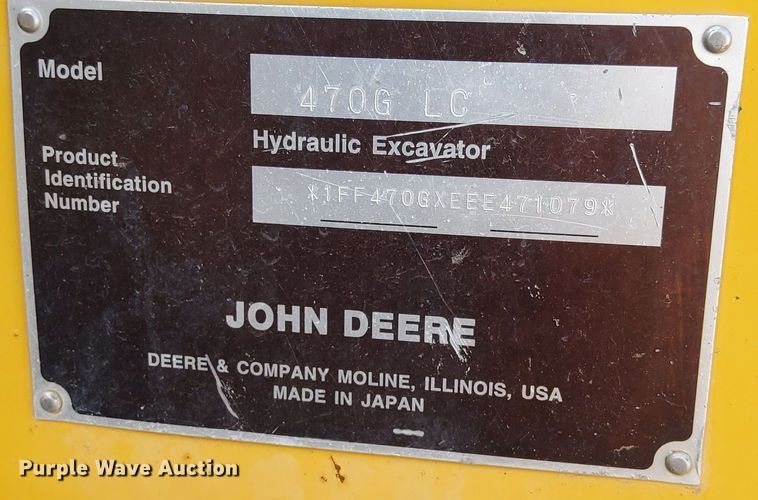 Model
470G LC
Hydraulic Excavator
Product
Identification
Number
*1FF470GXEEE471079*
JOHN DEERE
DEERE & COMPANY MOLINE, ILLINOIS, USA
MADE IN JAPAN
Purple Wave Auction